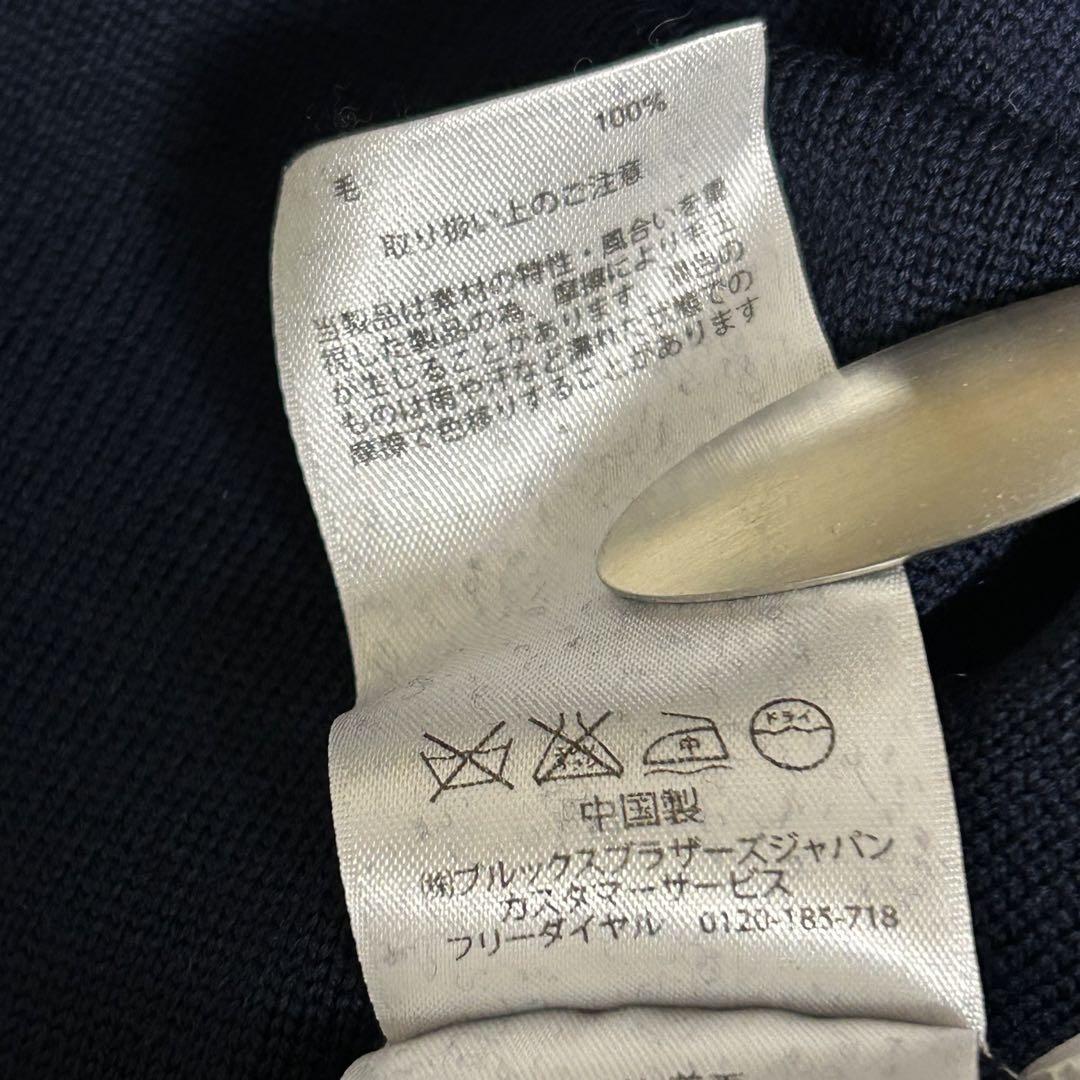 毛 100%
取り扱い上のご注意
当製品は素材の特性・風合いを重
視した製品の為、摩擦により毛玉
が生じることがあります。濃色の
ものは雨や汗など濡れた状態での
摩擦で色移りすることがあります
中
ドライ
中国製
㈱ブルックスブラザーズジャパン
カスタマーサービス
フリーダイヤル 0120-185-718